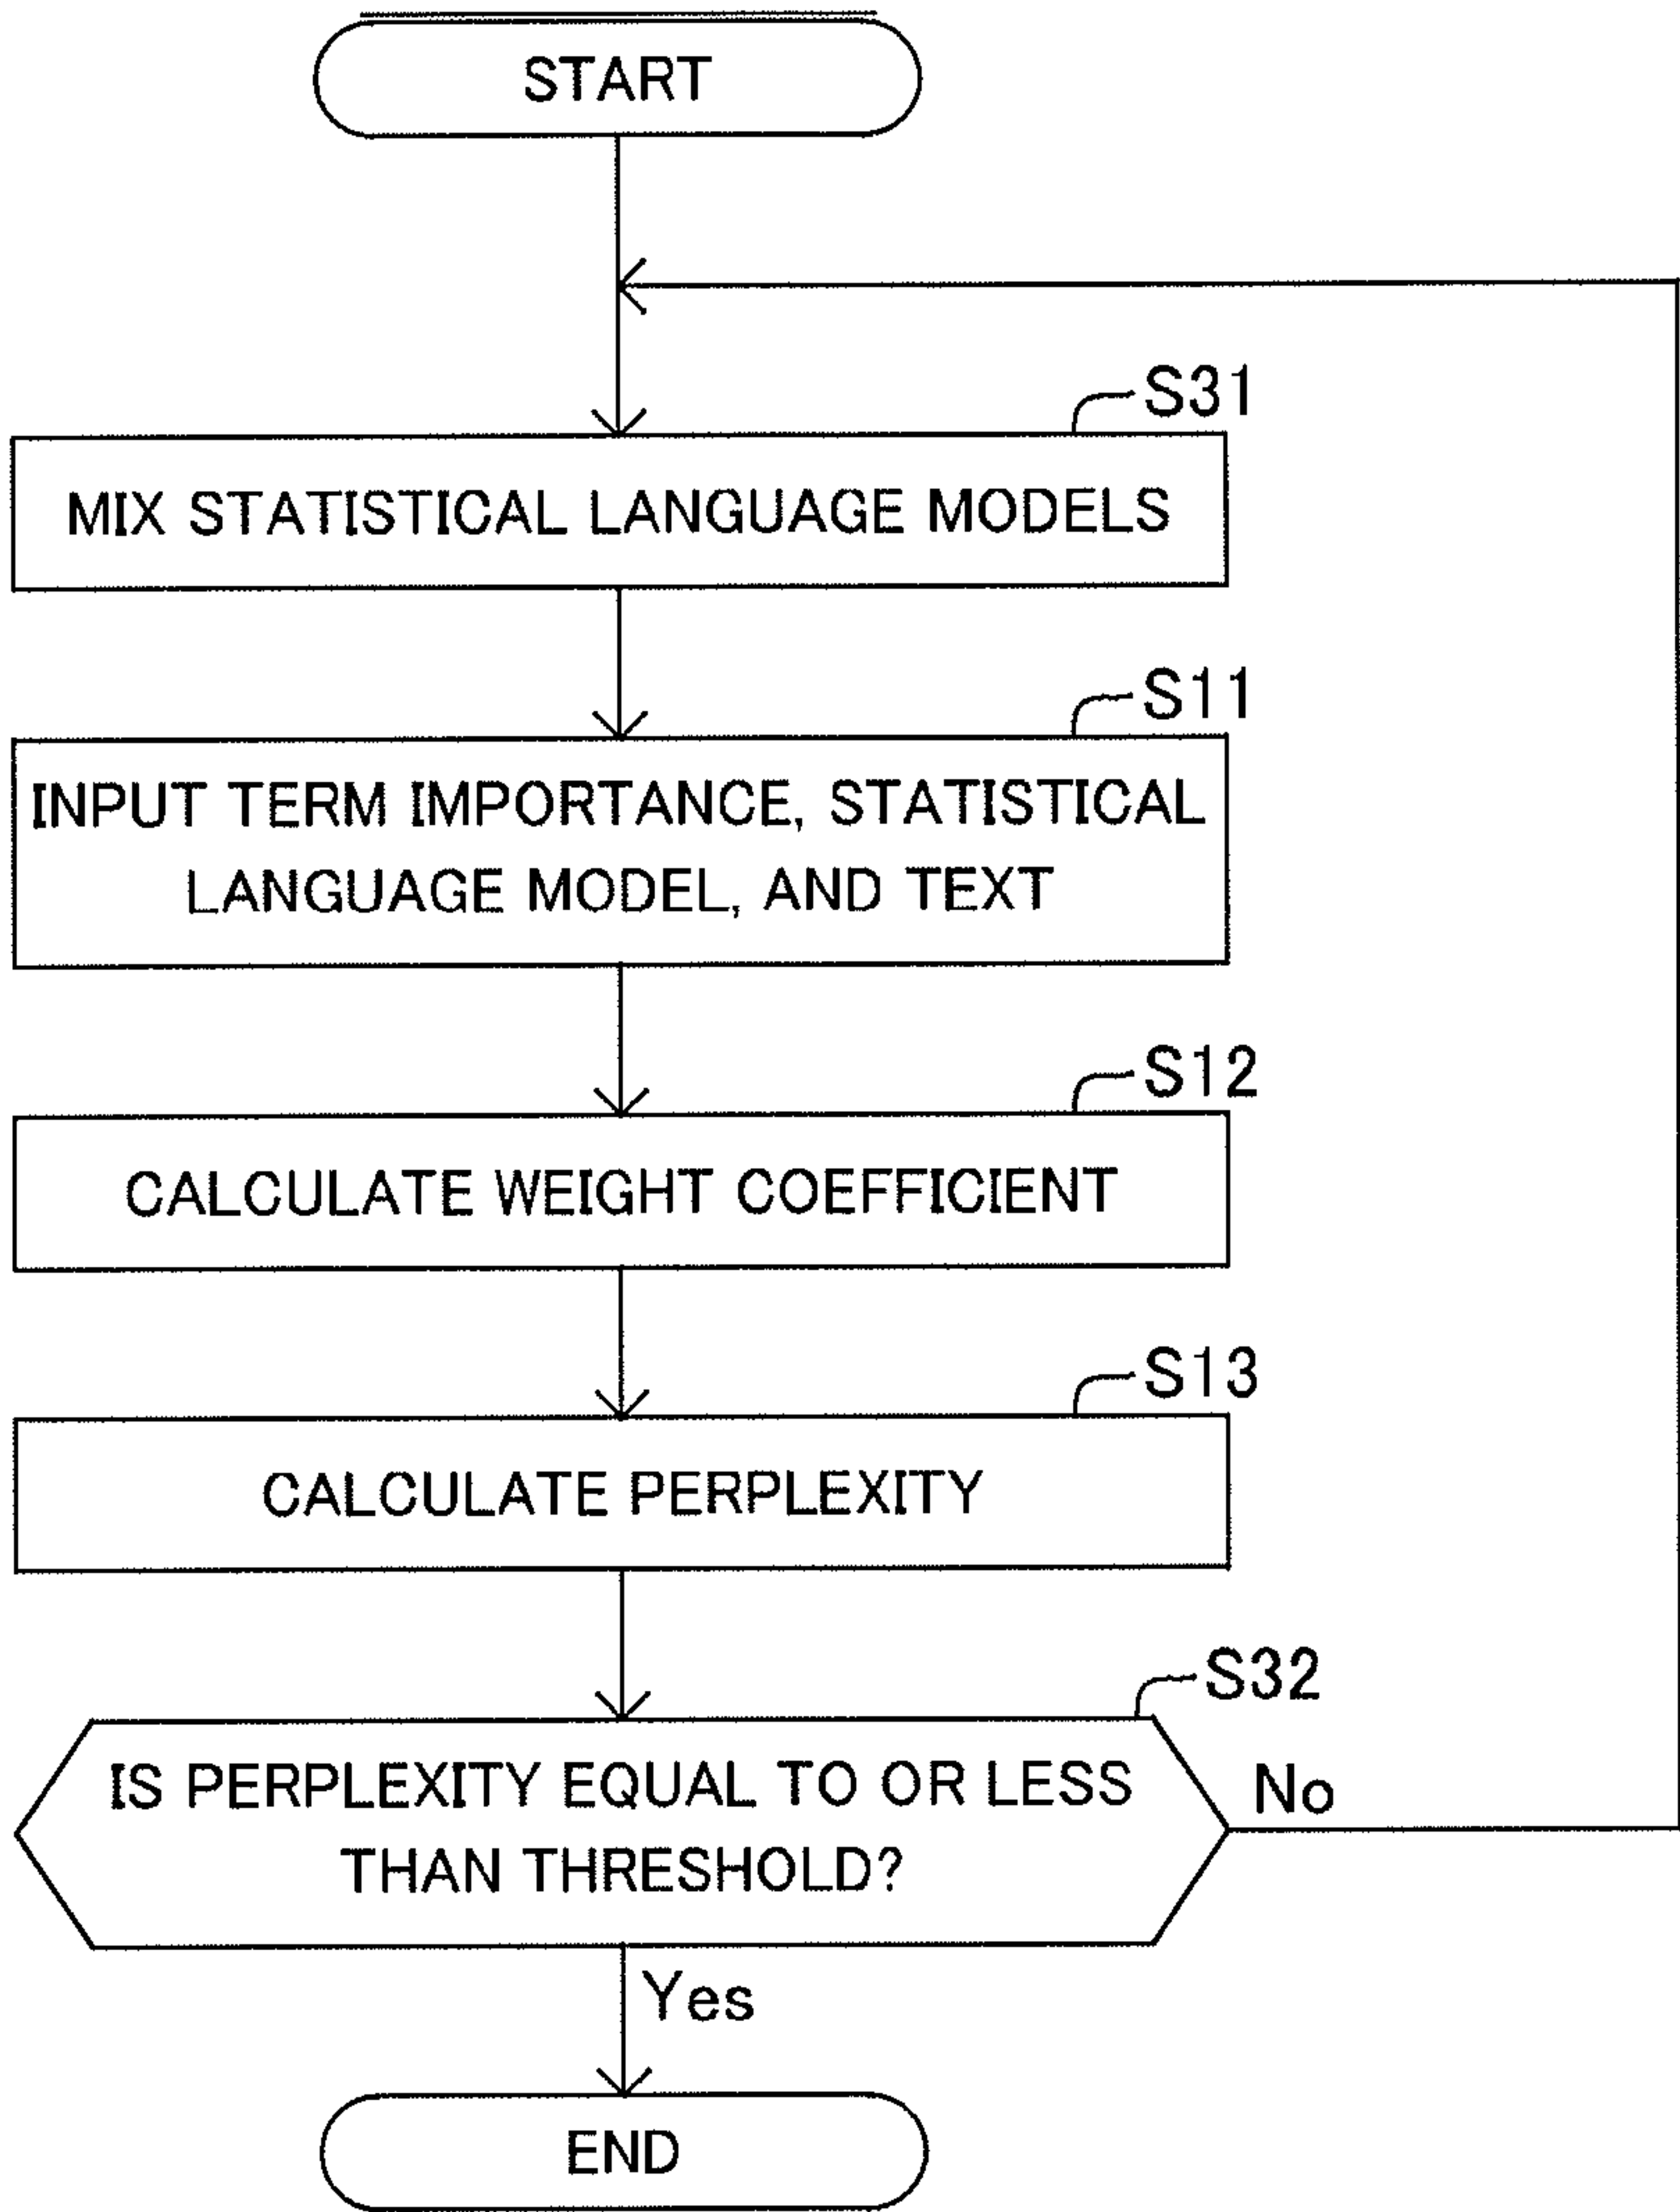 START
S31
MIX STATISTICAL LANGUAGE MODELS
S11
INPUT TERM IMPORTANCE, STATISTICAL
LANGUAGE MODEL, AND TEXT
S12
CALCULATE WEIGHT COEFFICIENT
S13
CALCULATE PERPLEXITY
S32
IS PERPLEXITY EQUAL TO OR LESS
THAN THRESHOLD?
No
Yes
END